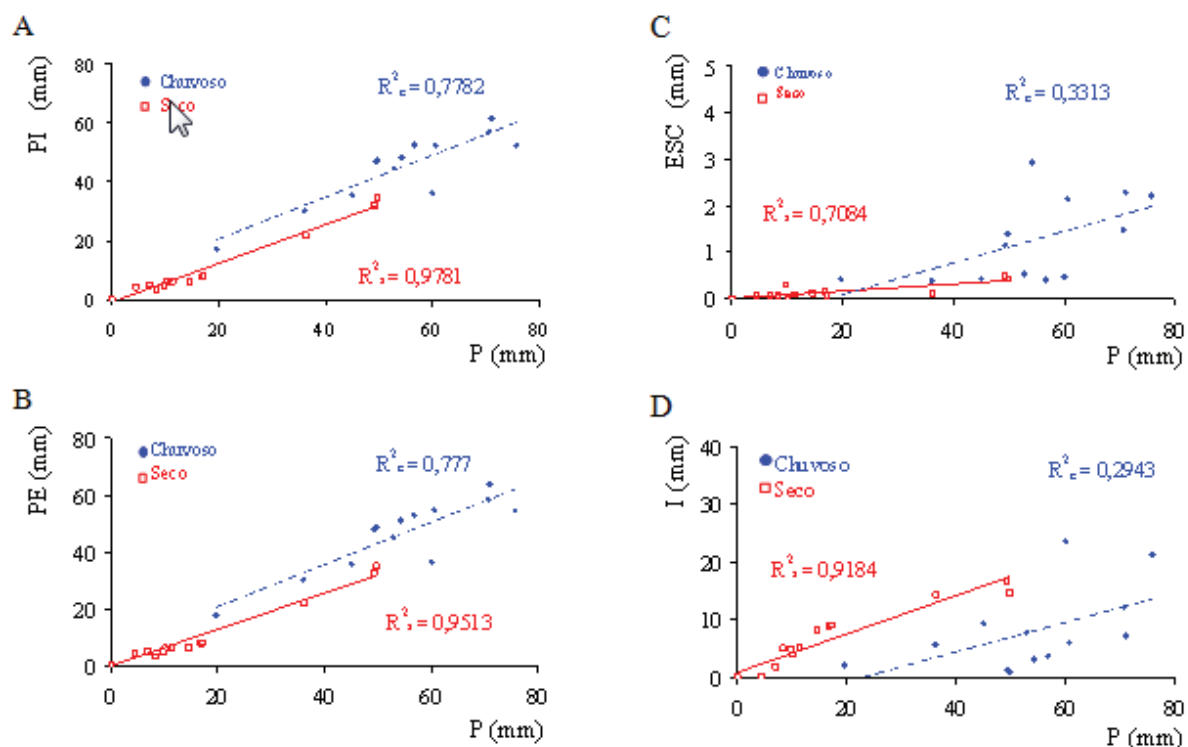 A
PI (mm)
80
60
40
20
0
Chuvoso
Seco
R²c = 0,7782
R²s = 0,9781
0 20 40 60 80
P (mm)
C
ESC (mm)
5
4
3
2
1
0
Chuvoso
Seco
R²c = 0,3313
R²s = 0,7084
0 20 40 60 80
P (mm)
B
PE (mm)
80
60
40
20
0
Chuvoso
Seco
R²c = 0,777
R²s = 0,9513
0 20 40 60 80
P (mm)
D
I (mm)
40
30
20
10
0
Chuvoso
Seco
R²c = 0,2943
R²s = 0,9184
0 20 40 60 80
P (mm)